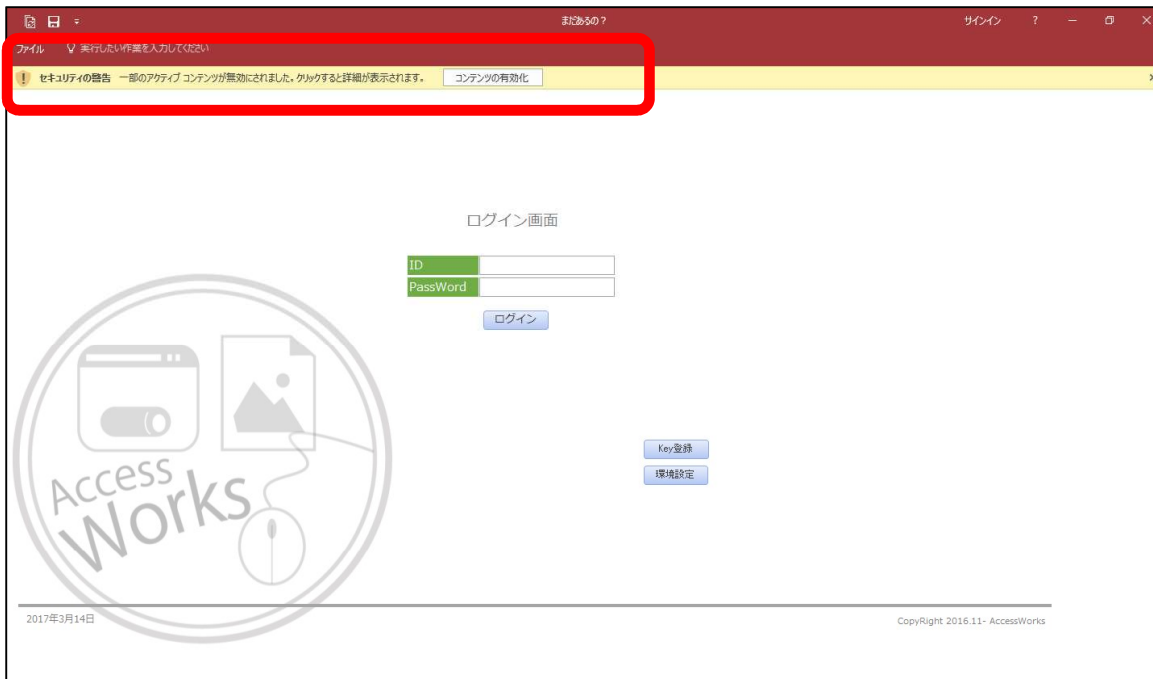 まだあるの？ サインイン ?
ファイル 実行したい作業を入力してください
セキュリティの警告 一部のアクティブ コンテンツが無効にされました。クリックすると詳細が表示されます。 コンテンツの有効化
ログイン画面
ID
PassWord
ログイン
Key登録
環境設定
Access
Works
2017年3月14日 CopyRight 2016.11- AccessWorks